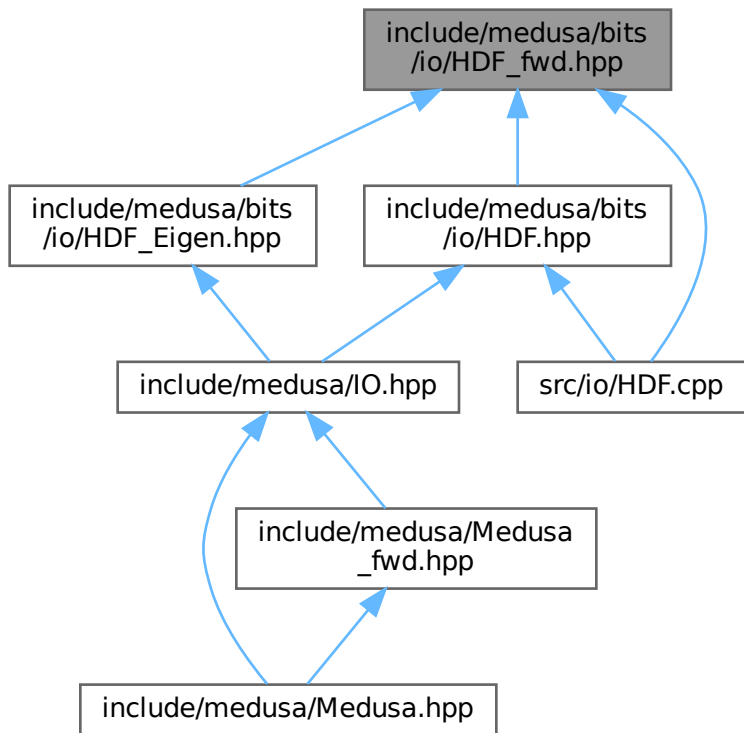 include/medusa/bits
/io/HDF_fwd.hpp
include/medusa/bits
/io/HDF_Eigen.hpp
include/medusa/bits
/io/HDF.hpp
include/medusa/IO.hpp
src/io/HDF.cpp
include/medusa/Medusa
_fwd.hpp
include/medusa/Medusa.hpp